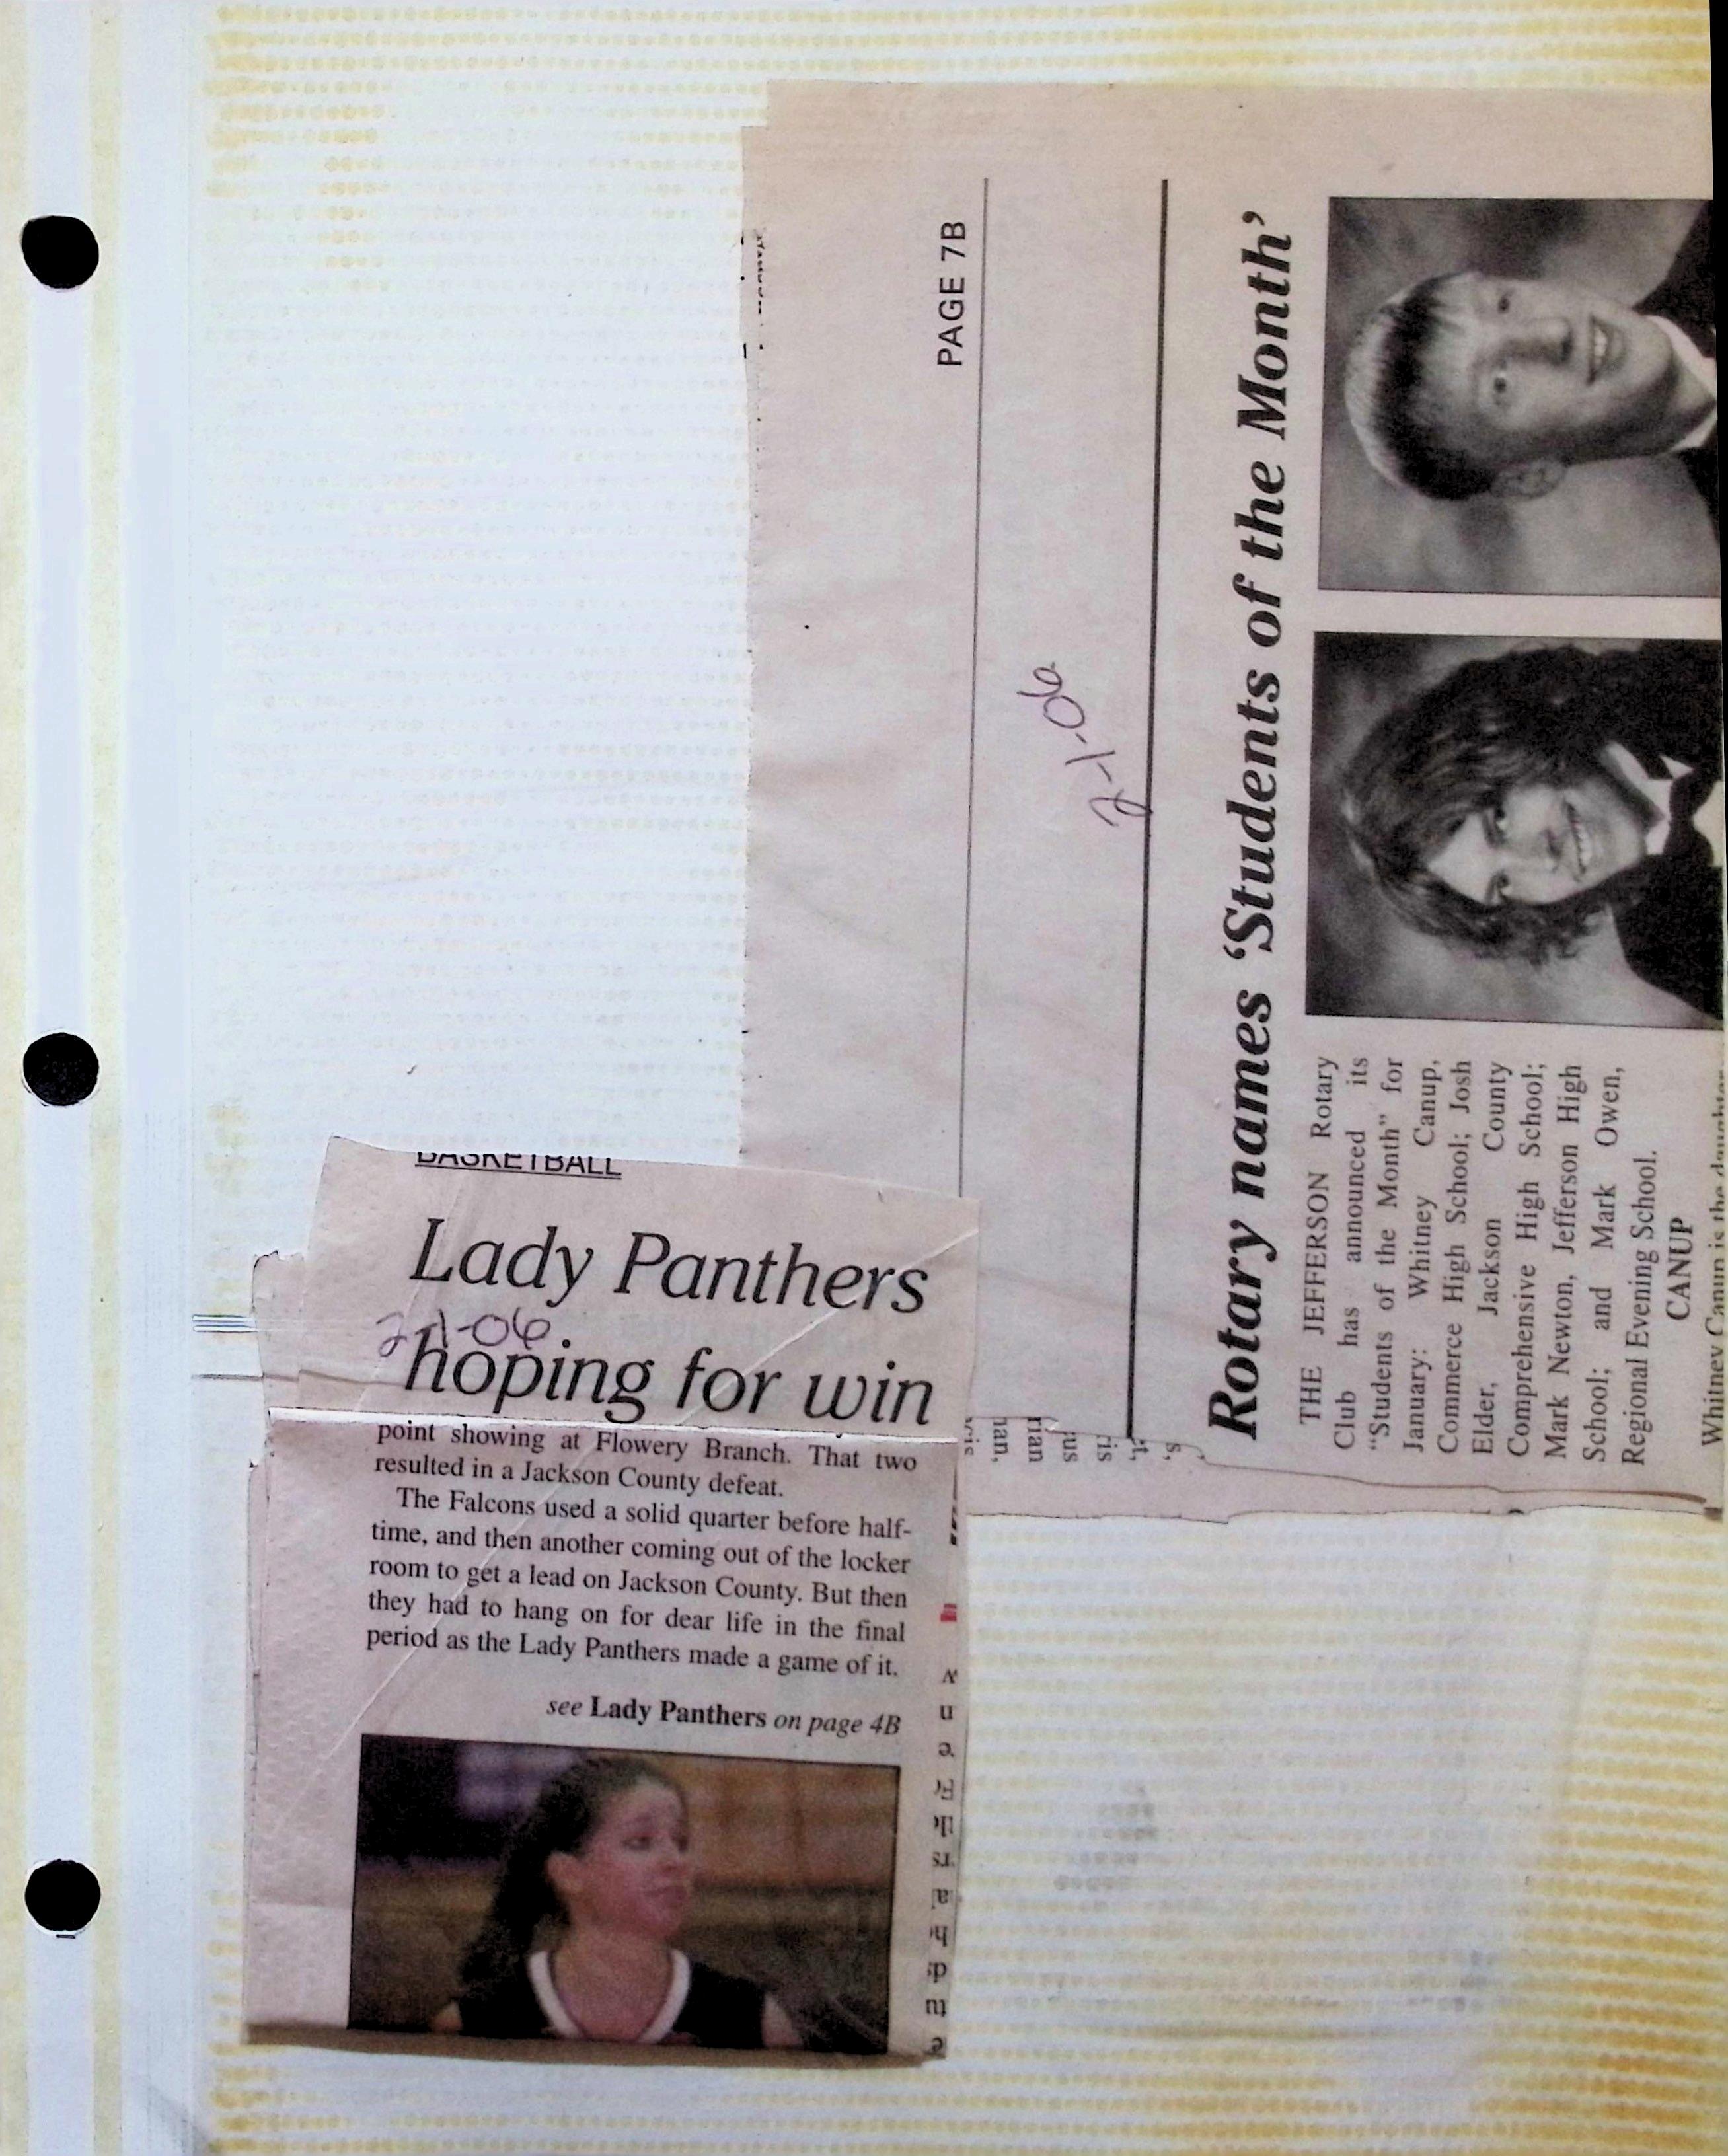 BASKETBALL
Lady Panthers
2-1-06
hoping for win
point showing at Flowery Branch. That two
resulted in a Jackson County defeat.
The Falcons used a solid quarter before half-
time, and then another coming out of the locker
room to get a lead on Jackson County. But then
they had to hang on for dear life in the final
period as the Lady Panthers made a game of it.
see Lady Panthers on page 4B
PAGE 7B
2-1-06
Rotary names ‘Students of the Month’
THE JEFFERSON Rotary
Club has announced its
“Students of the Month” for
January: Whitney Canup,
Commerce High School; Josh
Elder, Jackson County
Comprehensive High School;
Mark Newton, Jefferson High
School; and Mark Owen,
Regional Evening School.
CANUP
Whitney Canup is the daughter